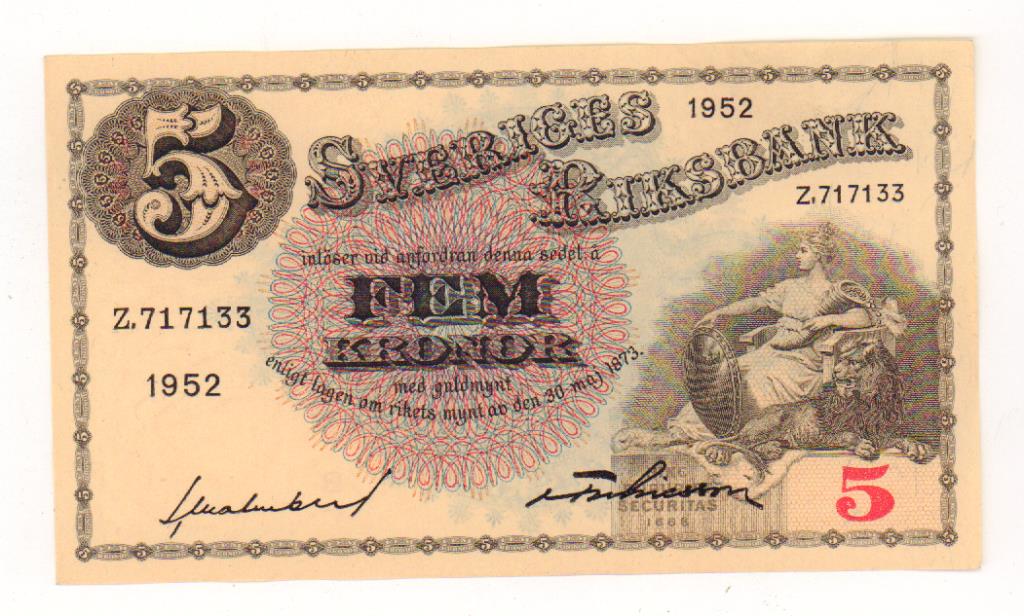 5
SVERIGES
RIKSBANK
1952
Z.717133
inlöser vid anfordran denna sedel å
FEM
KRONOR
med guldmynt
enligt lagen om rikets mynt av den 30 maj 1873.
Z.717133
1952
SECURITAS
1668
5